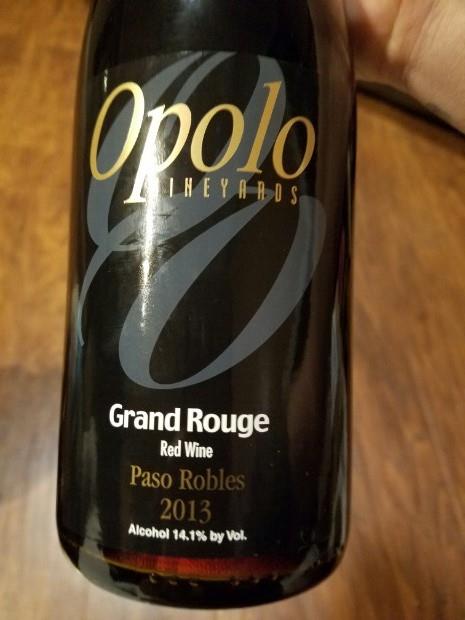 Opolo
VINEYARDS
Grand Rouge
Red Wine
Paso Robles
2013
Alcohol 14.1% by Vol.